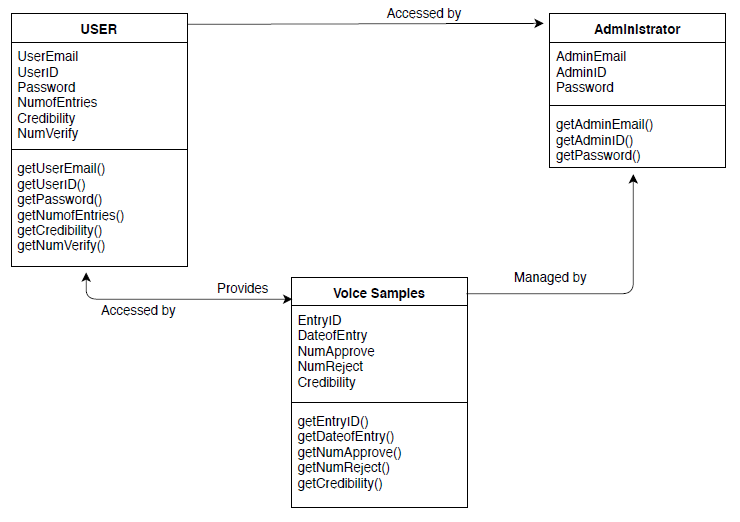 USER
UserEmail
UserID
Password
NumofEntries
Credibility
NumVerify
getUserEmail()
getUserID()
getPassword()
getNumofEntries()
getCredibility()
getNumVerify()
Accessed by
Administrator
AdminEmail
AdminID
Password
getAdminEmail()
getAdminID()
getPassword()
Provides
Accessed by
Managed by
Voice Samples
EntryID
DateofEntry
NumApprove
NumReject
Credibility
getEntryID()
getDateofEntry()
getNumApprove()
getNumReject()
getCredibility()